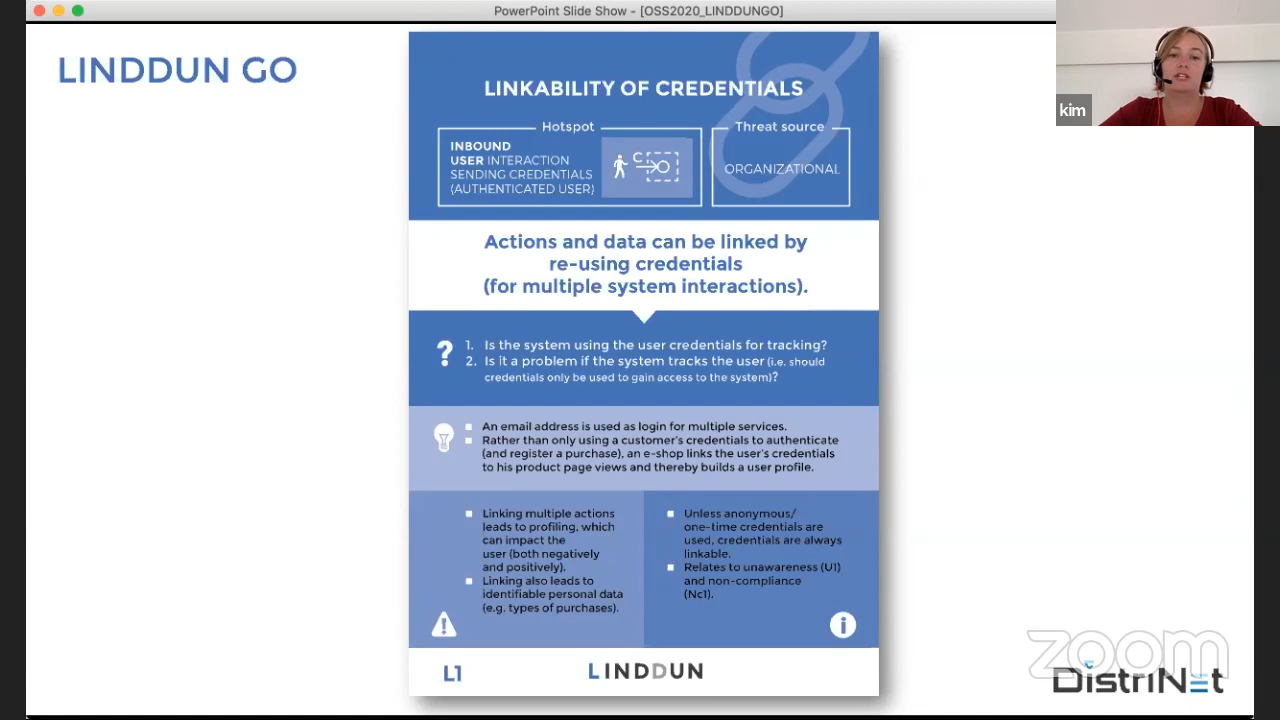 PowerPoint Slide Show - [OSS2020_LINDDUNGO]
LINDDUN GO
kim
LINKABILITY OF CREDENTIALS
Hotspot
INBOUND
USER INTERACTION
SENDING CREDENTIALS
(AUTHENTICATED USER)
C
Threat source
ORGANIZATIONAL
Actions and data can be linked by
re-using credentials
(for multiple system interactions).
?
1. Is the system using the user credentials for tracking?
2. Is it a problem if the system tracks the user (i.e. should
credentials only be used to gain access to the system)?
An email address is used as login for multiple services.
Rather than only using a customer's credentials to authenticate
(and register a purchase), an e-shop links the user's credentials
to his product page views and thereby builds a user profile.
Linking multiple actions
leads to profiling, which
can impact the
user (both negatively
and positively).
Linking also leads to
identifiable personal data
(e.g. types of purchases).
Unless anonymous/
one-time credentials are
used, credentials are always
linkable.
Relates to unawareness (U1)
and non-compliance
(Nc1).
L1
LINDDUN
zoom
DistriNet